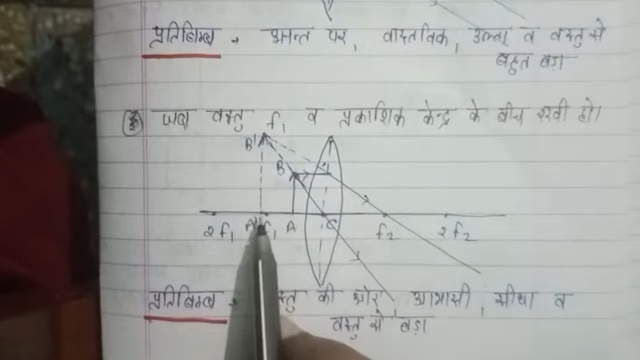 प्रतिबिम्ब - अनन्त पर, वास्तविक, उल्टा व वस्तु से
बहुत बड़ा
जब वस्तु f₁ व प्रकाशिक केन्द्र के बीच रखी हो।
B'
B
2f₁ A' f₁ A C f₂ 2f₂
प्रतिबिम्ब - की ओर, आभासी, सीधा व
वस्तु से बड़ा